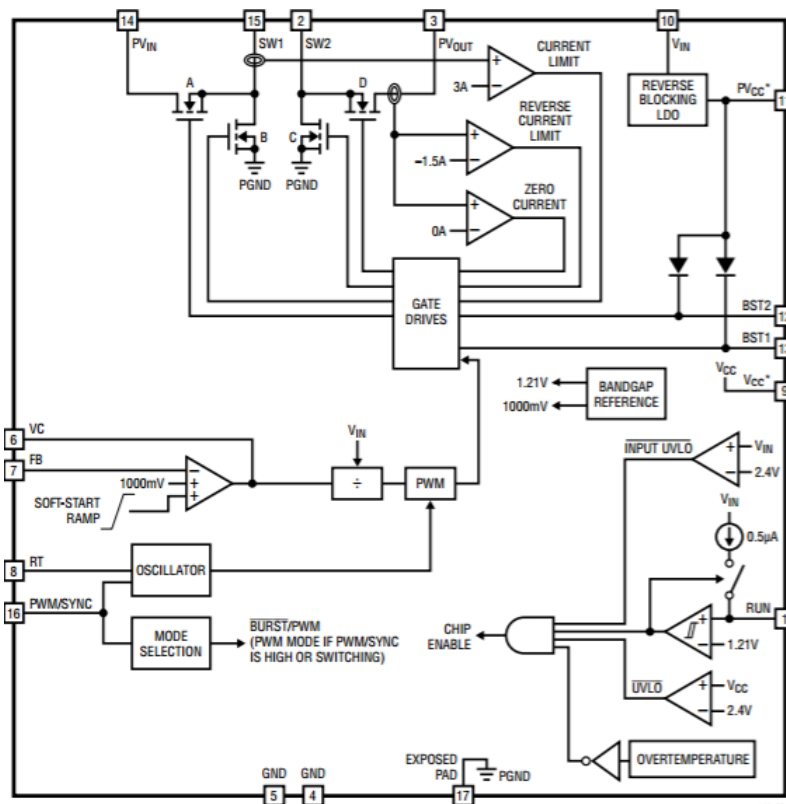 14
15
2
3
10
PVIN
SW1
SW2
PVOUT
VIN
CURRENT
LIMIT
3A
REVERSE
BLOCKING
LDO
PVCC*
11
A
D
B
C
PGND
PGND
REVERSE
CURRENT
LIMIT
–1.5A
ZERO
CURRENT
0A
GATE
DRIVES
BST2
12
BST1
13
VCC
VCC*
9
1.21V
1000mV
BANDGAP
REFERENCE
6
VC
7
FB
1000mV
SOFT-START
RAMP
VIN
÷
PWM
INPUT UVLO
VIN
2.4V
VIN
0.5µA
8
RT
OSCILLATOR
16
PWM/SYNC
MODE
SELECTION
BURST/PWM
(PWM MODE IF PWM/SYNC
IS HIGH OR SWITCHING)
CHIP
ENABLE
RUN
1
1.21V
UVLO
VCC
2.4V
OVERTEMPERATURE
GND
GND
5
4
EXPOSED
PAD
17
PGND